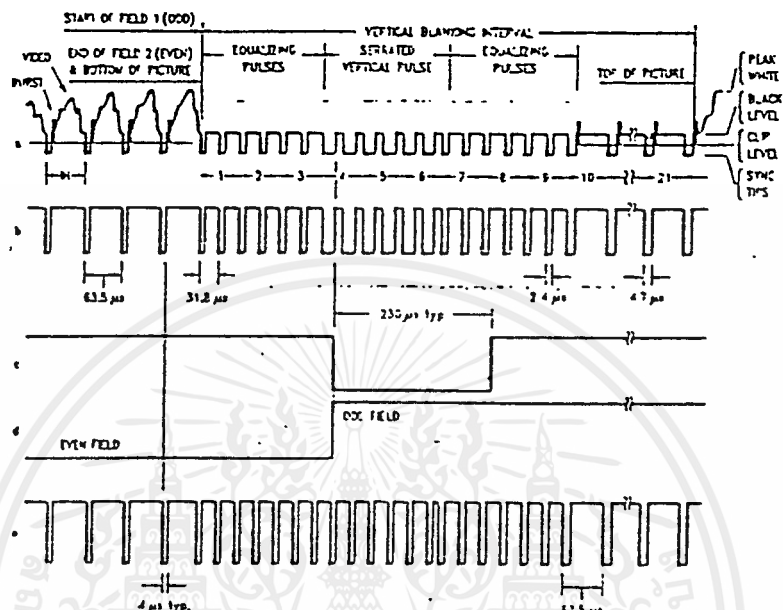 START OF FIELD 1 (ODD)
VERTICAL BLANKING INTERVAL
VIDEO
BURST
END OF FIELD 2 (EVEN)
& BOTTOM OF PICTURE
EQUALIZING
PULSES
SERRATED
VERTICAL PULSE
EQUALIZING
PULSES
TOP OF PICTURE
PEAK
WHITE
BLACK
LEVEL
CLIP
LEVEL
SYNC
TIPS
a
1 2 3 4 5 6 7 8 9 10 21
b
63.5 µs
31.8 µs
2.4 µs
4.7 µs
230 µs typ.
c
d
ODD FIELD
EVEN FIELD
4 µs typ.